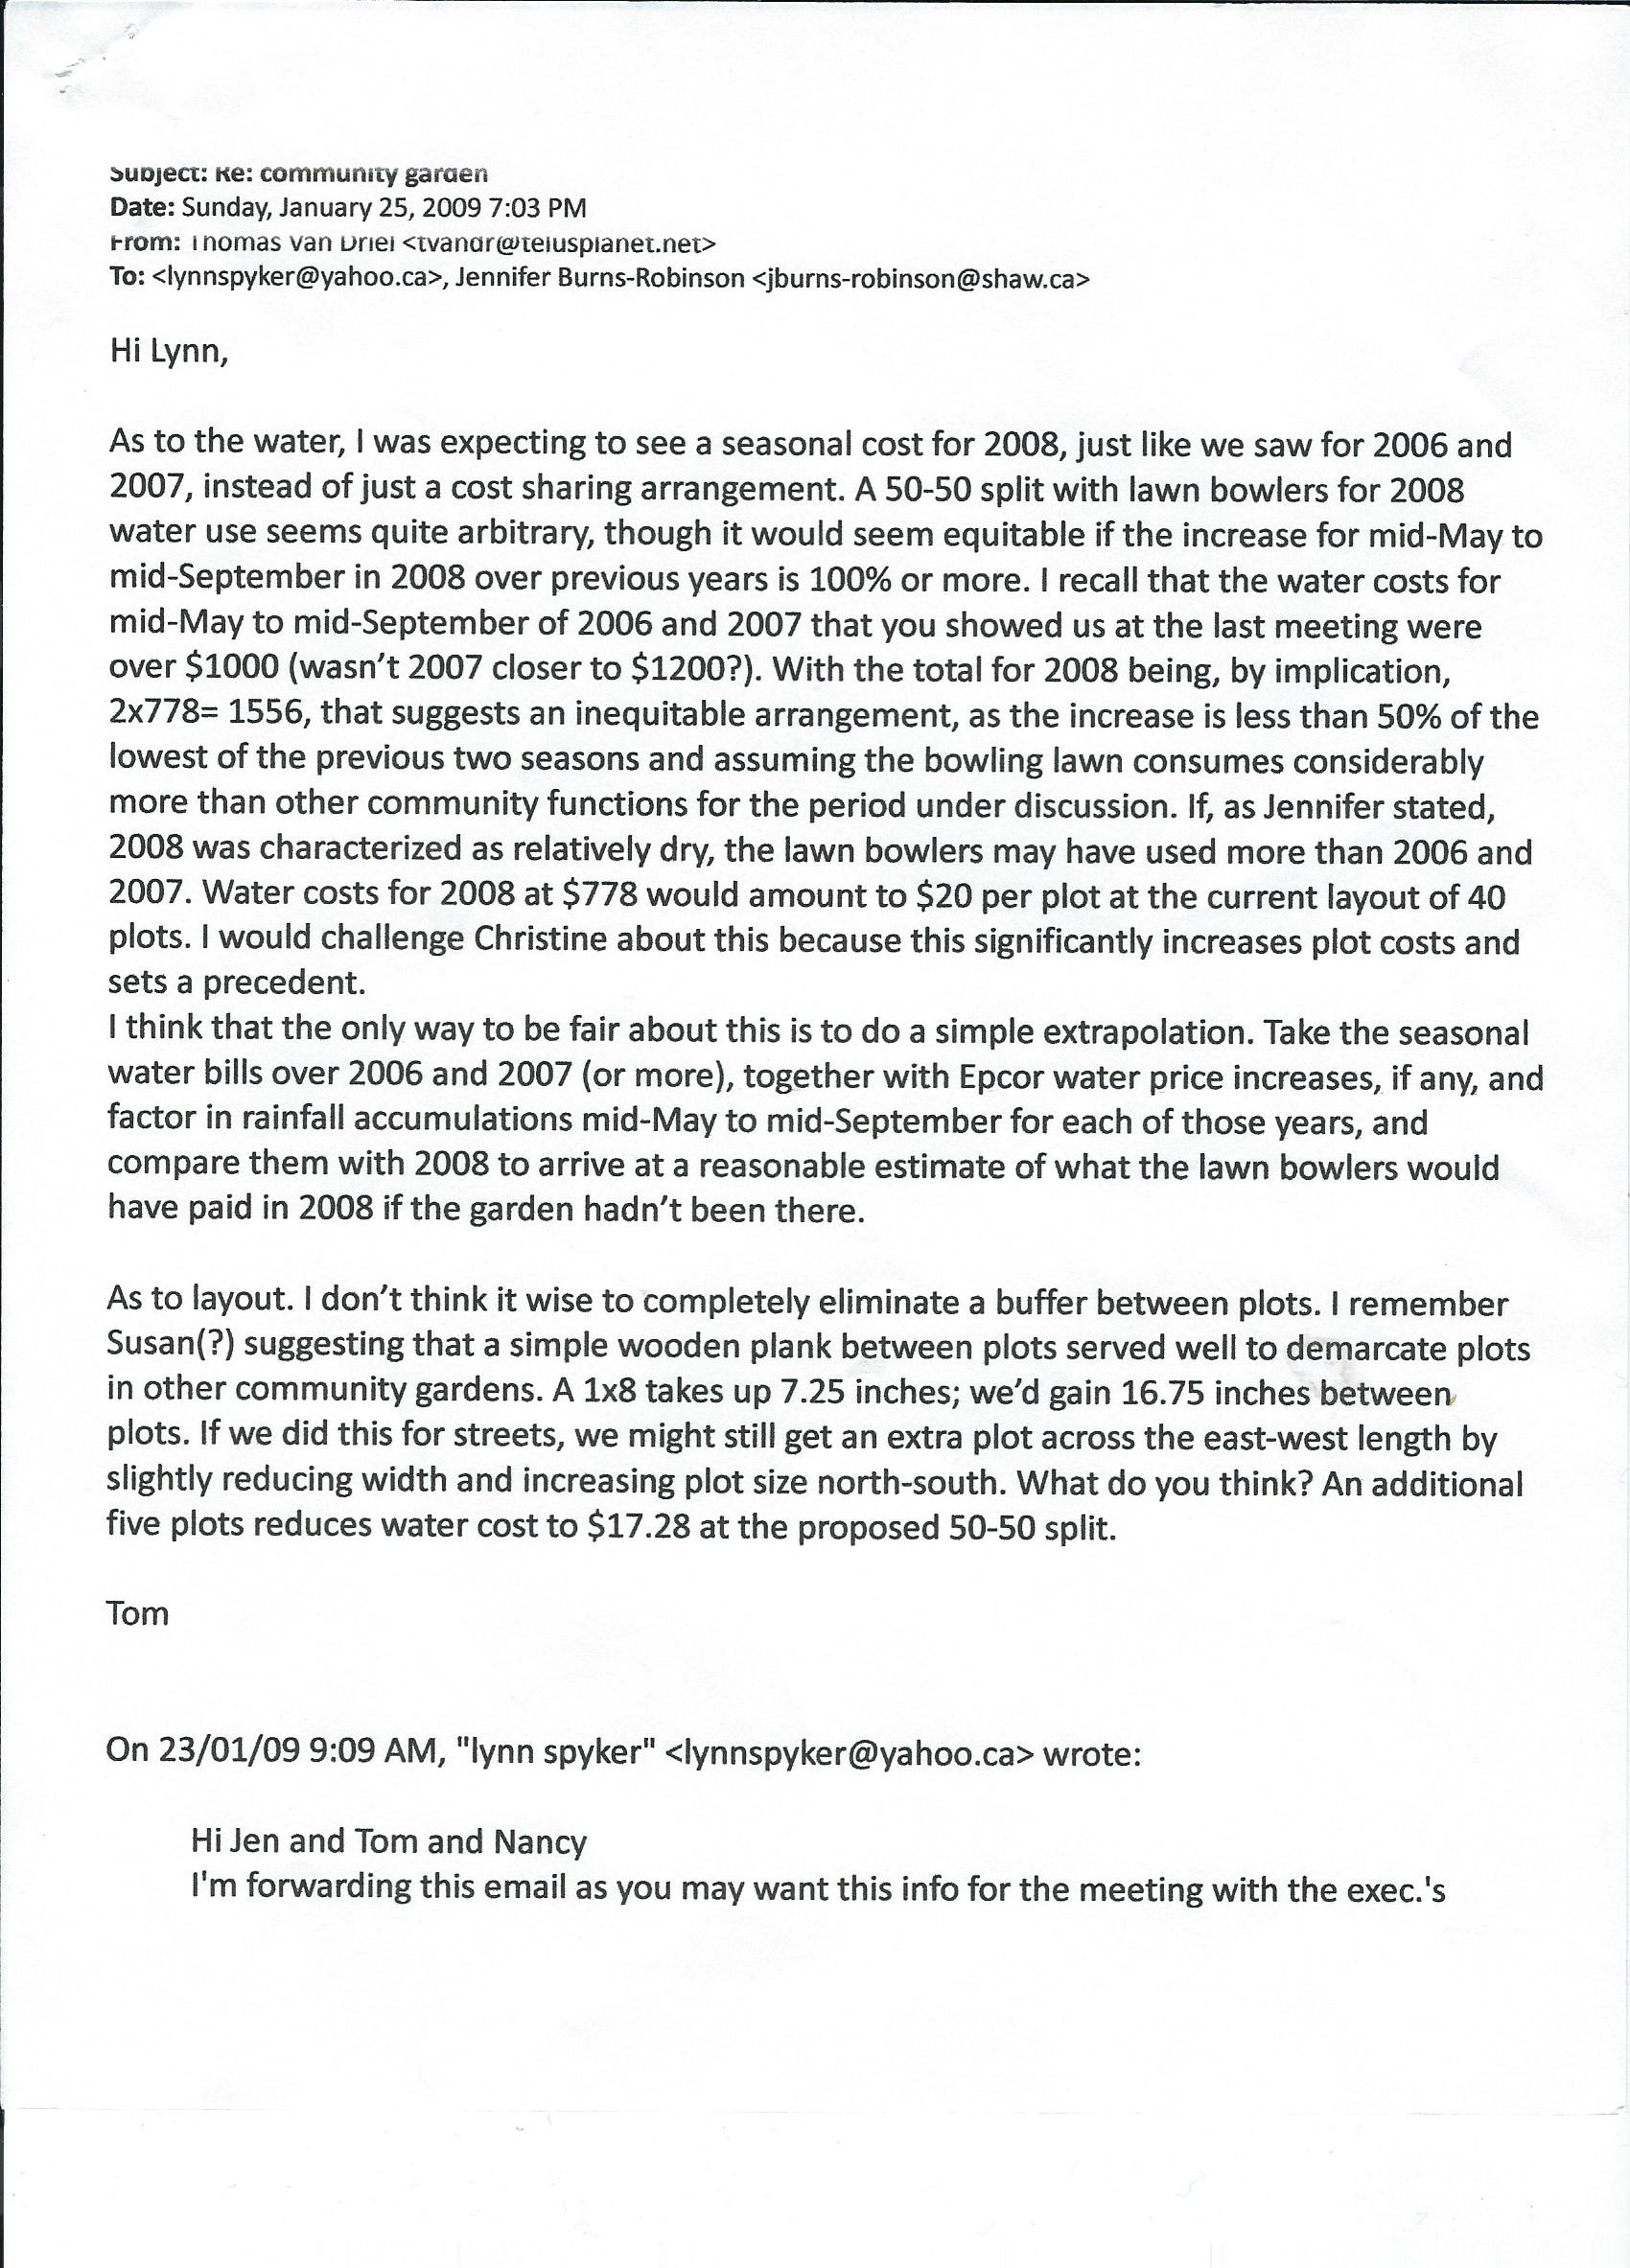 Subject: Re: community garden
Date: Sunday, January 25, 2009 7:03 PM
From: Thomas Van Driel <tvandr@telusplanet.net>
To: <lynnspyker@yahoo.ca>, Jennifer Burns-Robinson <jburns-robinson@shaw.ca>
Hi Lynn,
As to the water, I was expecting to see a seasonal cost for 2008, just like we saw for 2006 and
2007, instead of just a cost sharing arrangement. A 50-50 split with lawn bowlers for 2008
water use seems quite arbitrary, though it would seem equitable if the increase for mid-May to
mid-September in 2008 over previous years is 100% or more. I recall that the water costs for
mid-May to mid-September of 2006 and 2007 that you showed us at the last meeting were
over $1000 (wasn't 2007 closer to $1200?). With the total for 2008 being, by implication,
2x778= 1556, that suggests an inequitable arrangement, as the increase is less than 50% of the
lowest of the previous two seasons and assuming the bowling lawn consumes considerably
more than other community functions for the period under discussion. If, as Jennifer stated,
2008 was characterized as relatively dry, the lawn bowlers may have used more than 2006 and
2007. Water costs for 2008 at $778 would amount to $20 per plot at the current layout of 40
plots. I would challenge Christine about this because this significantly increases plot costs and
sets a precedent.
I think that the only way to be fair about this is to do a simple extrapolation. Take the seasonal
water bills over 2006 and 2007 (or more), together with Epcor water price increases, if any, and
factor in rainfall accumulations mid-May to mid-September for each of those years, and
compare them with 2008 to arrive at a reasonable estimate of what the lawn bowlers would
have paid in 2008 if the garden hadn't been there.
As to layout. I don't think it wise to completely eliminate a buffer between plots. I remember
Susan(?) suggesting that a simple wooden plank between plots served well to demarcate plots
in other community gardens. A 1x8 takes up 7.25 inches; we'd gain 16.75 inches between
plots. If we did this for streets, we might still get an extra plot across the east-west length by
slightly reducing width and increasing plot size north-south. What do you think? An additional
five plots reduces water cost to $17.28 at the proposed 50-50 split.
Tom
On 23/01/09 9:09 AM, "lynn spyker" <lynnspyker@yahoo.ca> wrote:
Hi Jen and Tom and Nancy
I'm forwarding this email as you may want this info for the meeting with the exec.'s